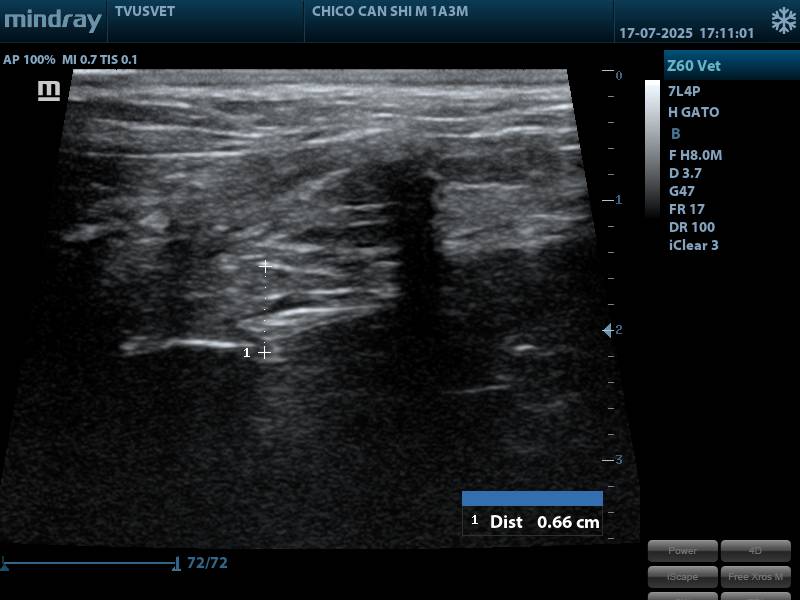 mindray
TVUSVET
CHICO CAN SHI M 1A3M
17-07-2025 17:11:01
AP 100% MI 0.7 TIS 0.1
m
Z60 Vet
7L4P
H GATO
B
F H8.0M
D 3.7
G47
FR 17
DR 100
iClear 3
0
1
2
3
1
1 Dist 0.66 cm
72/72
Power
4D
iScape
Free Xros M